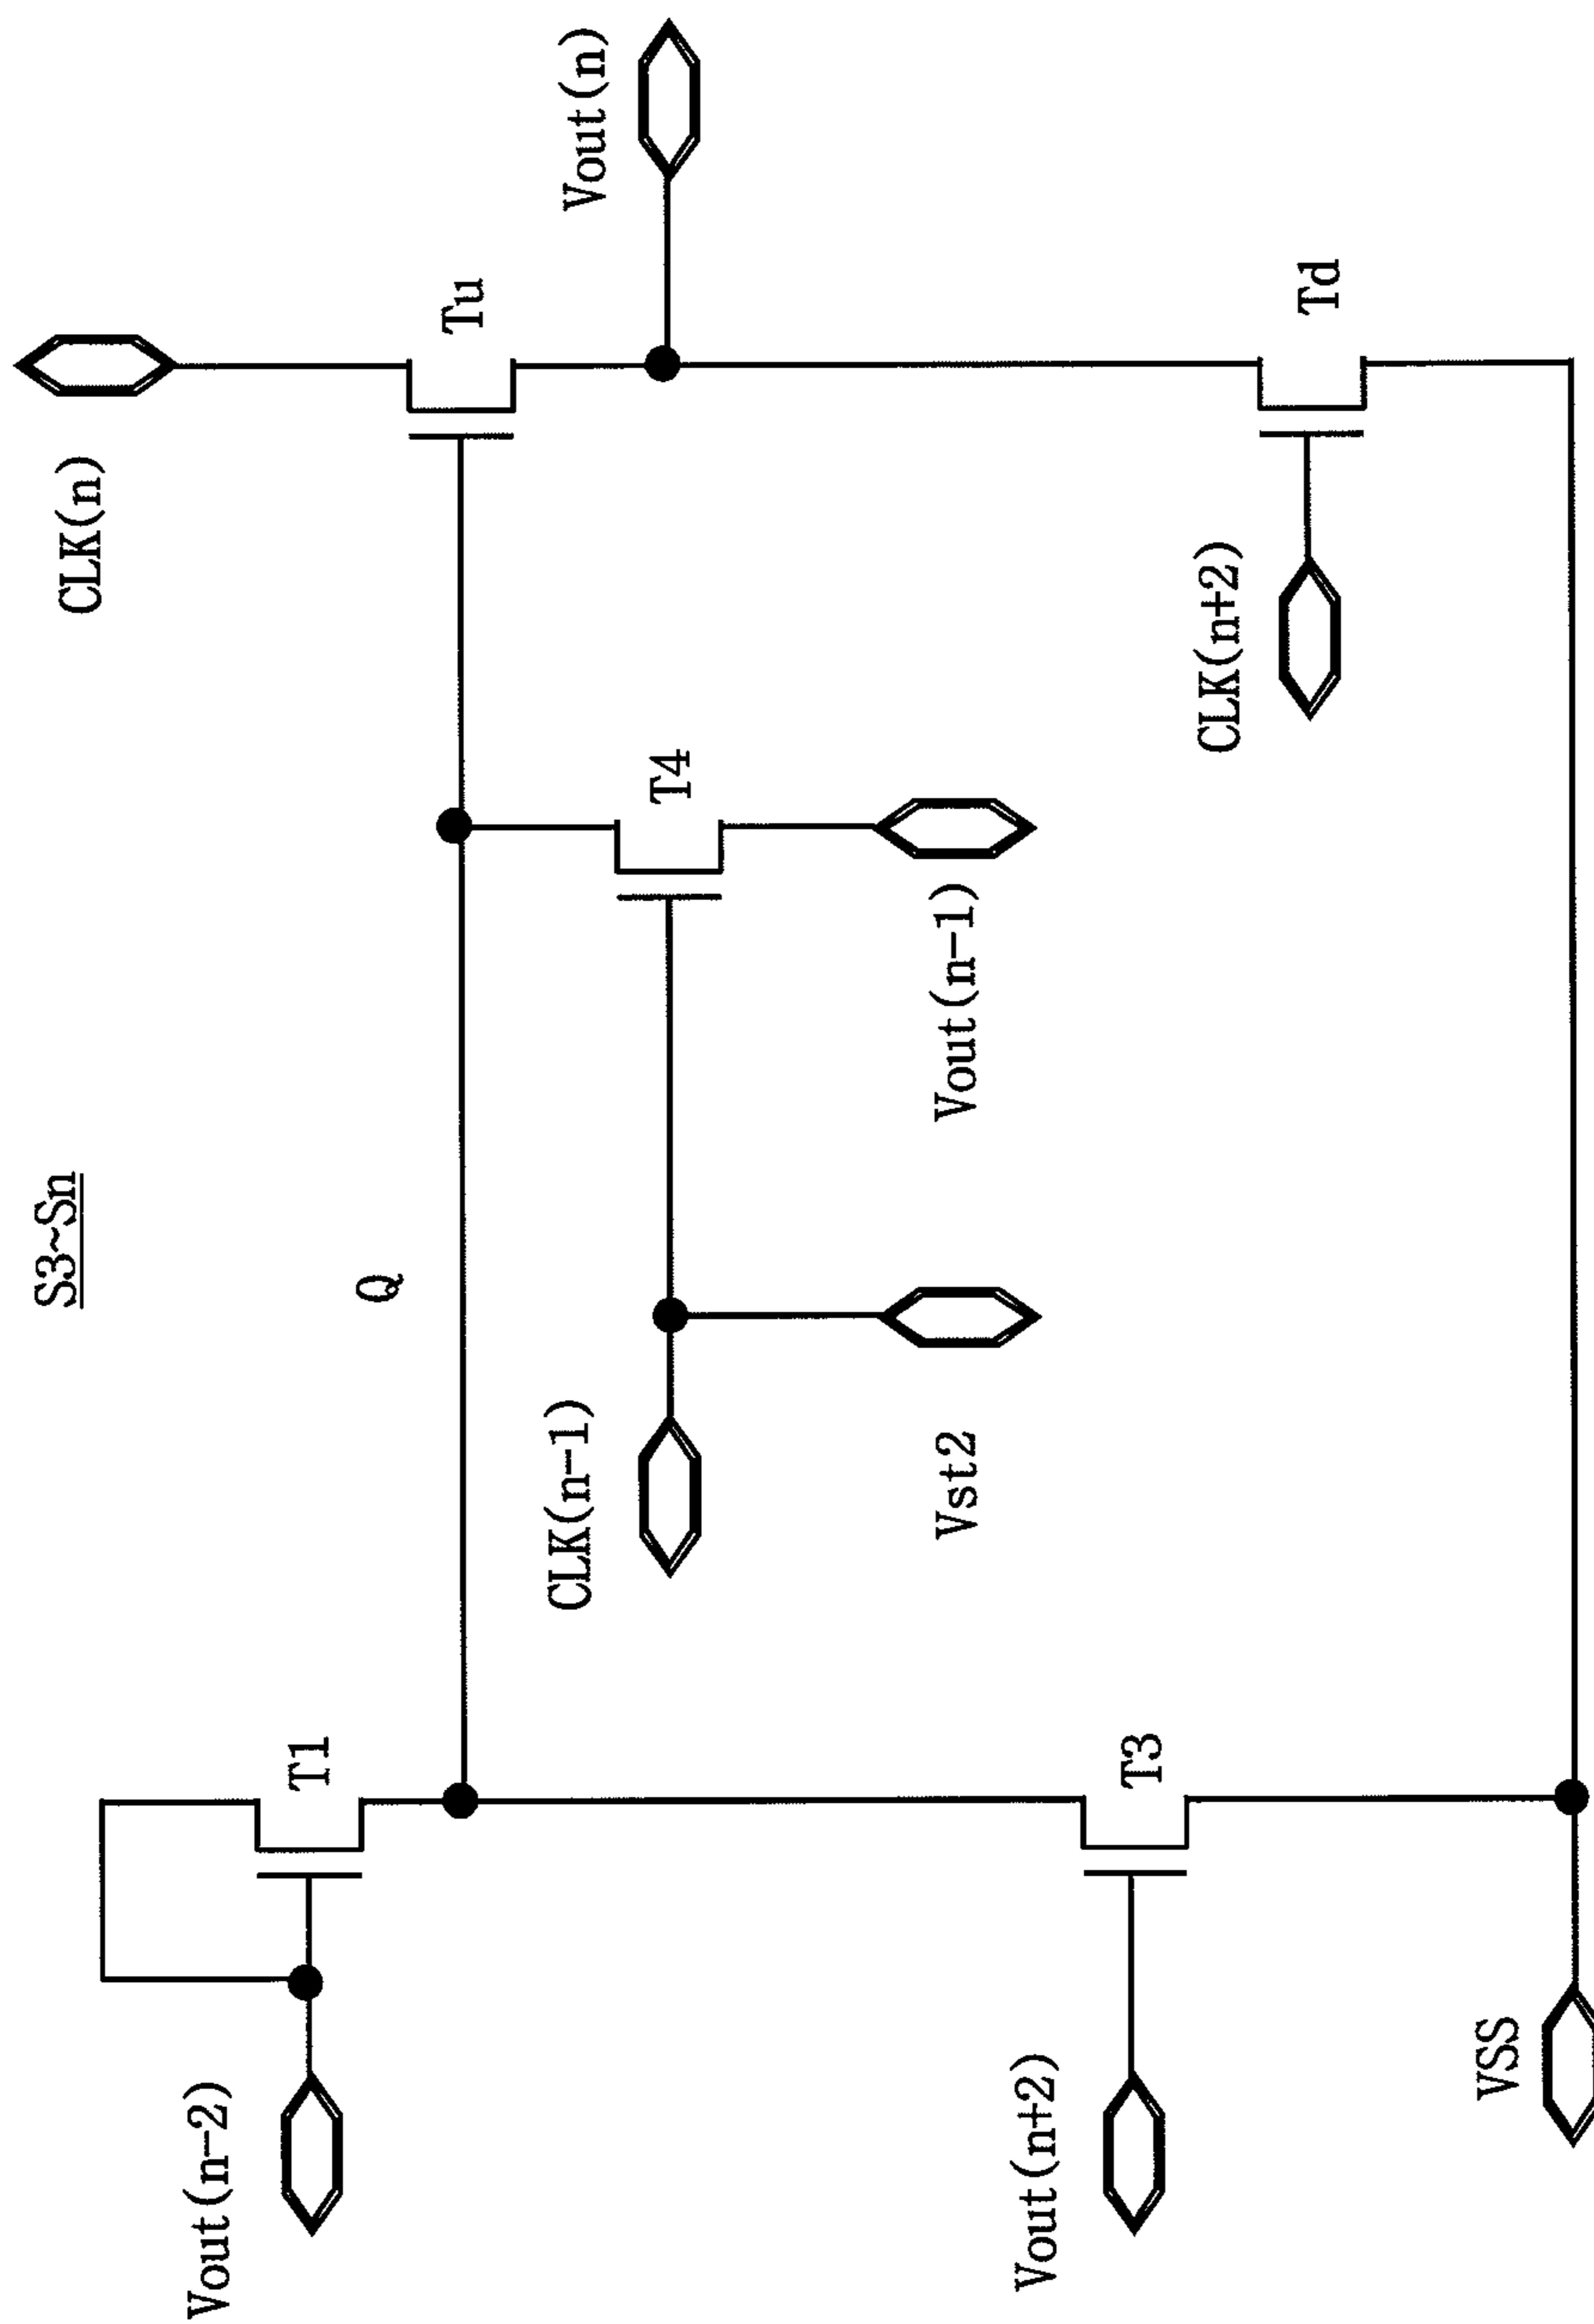 S3~Sn
CLK(n)
Vout(n-2)
T1
Q
Tu
CLK(n-1)
T4
Vout(n)
Vst2
Vout(n-1)
Vout(n+2)
T3
CLK(n+2)
Td
VSS